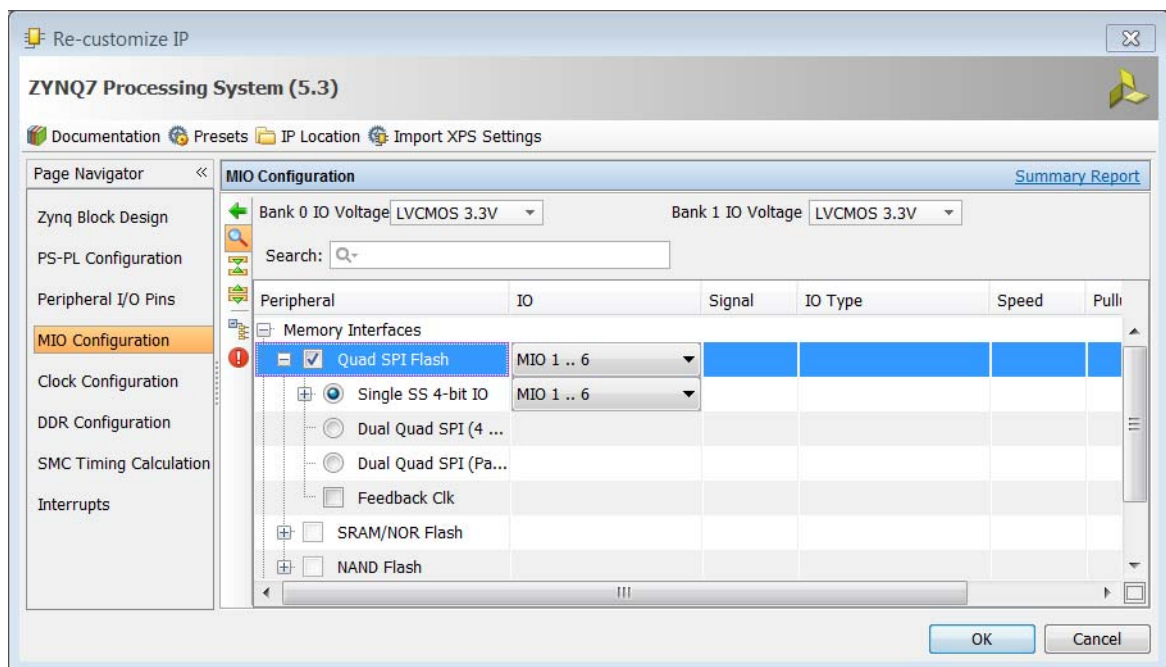 Re-customize IP
ZYNQ7 Processing System (5.3)
Documentation Presets IP Location Import XPS Settings
Page Navigator «
Zynq Block Design
PS-PL Configuration
Peripheral I/O Pins
MIO Configuration
Clock Configuration
DDR Configuration
SMC Timing Calculation
Interrupts
MIO Configuration Summary Report
Bank 0 IO Voltage LVCMOS 3.3V Bank 1 IO Voltage LVCMOS 3.3V
Search:
Peripheral IO Signal IO Type Speed Pullu
Memory Interfaces
Quad SPI Flash MIO 1 .. 6
Single SS 4-bit IO MIO 1 .. 6
Dual Quad SPI (4 ...
Dual Quad SPI (Pa...
Feedback Clk
SRAM/NOR Flash
NAND Flash
OK Cancel